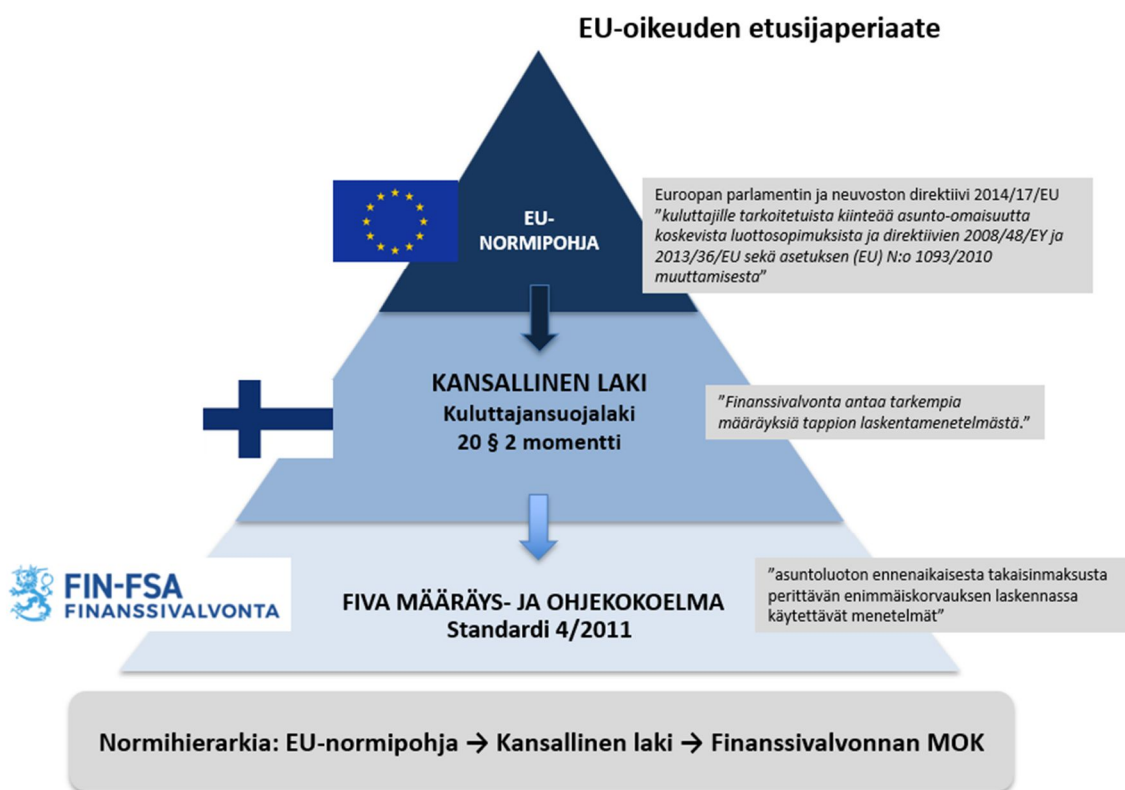 EU-oikeuden etusijaperiaate
EU-
NORMIPOHJA
Euroopan parlamentin ja neuvoston direktiivi 2014/17/EU
"kuluttajille tarkoitetuista kiinteää asunto-omaisuutta
koskevista luottosopimuksista ja direktiivien 2008/48/EY ja
2013/36/EU sekä asetuksen (EU) N:o 1093/2010
muuttamisesta"
KANSALLINEN LAKI
Kuluttajansuojalaki
20 § 2 momentti
"Finanssivalvonta antaa tarkempia
määräyksiä tappion laskentamenetelmästä."
FIN-FSA
FINANSSIVALVONTA
FIVA MÄÄRÄYS- JA OHJEKOKOELMA
Standardi 4/2011
"asuntoluoton ennenaikaisesta takaisinmaksusta
perittävän enimmäiskorvauksen laskennassa
käytettävät menetelmät"
Normihierarkia: EU-normipohja → Kansallinen laki → Finanssivalvonnan MOK